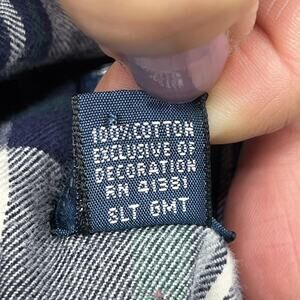 100% COTTON
EXCLUSIVE OF
DECORATION
RN 41381
SLT GMT